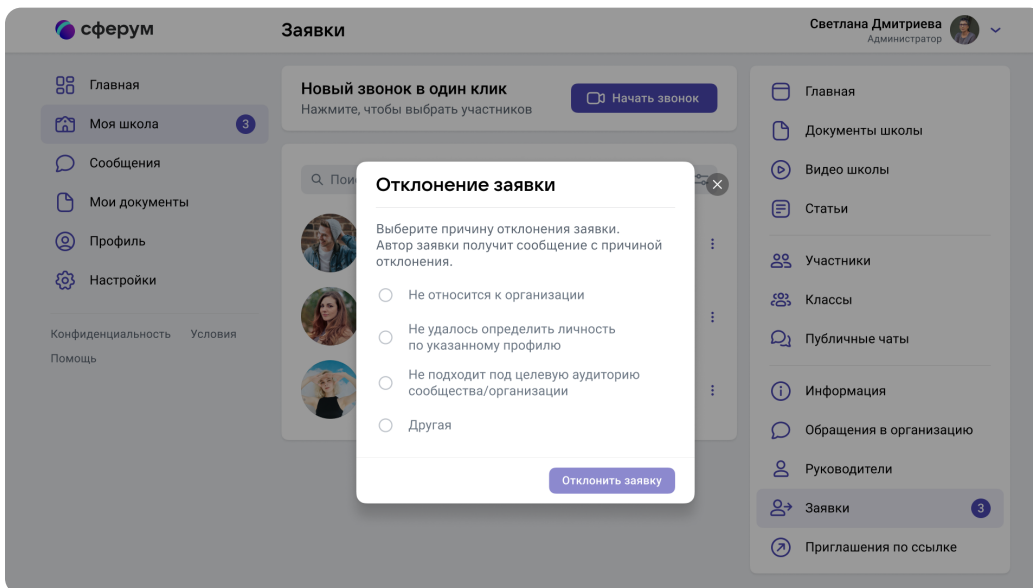 сферум
Заявки
Светлана Дмитриева
Администратор
Главная
Моя школа
3
Сообщения
Мои документы
Профиль
Настройки
Конфиденциальность Условия
Помощь
Новый звонок в один клик
Нажмите, чтобы выбрать участников
Начать звонок
Отклонение заявки
Выберите причину отклонения заявки.
Автор заявки получит сообщение с причиной
отклонения.
Не относится к организации
Не удалось определить личность
по указанному профилю
Не подходит под целевую аудиторию
сообщества/организации
Другая
Отклонить заявку
Главная
Документы школы
Видео школы
Статьи
Участники
Классы
Публичные чаты
Информация
Обращения в организацию
Руководители
Заявки
3
Приглашения по ссылке